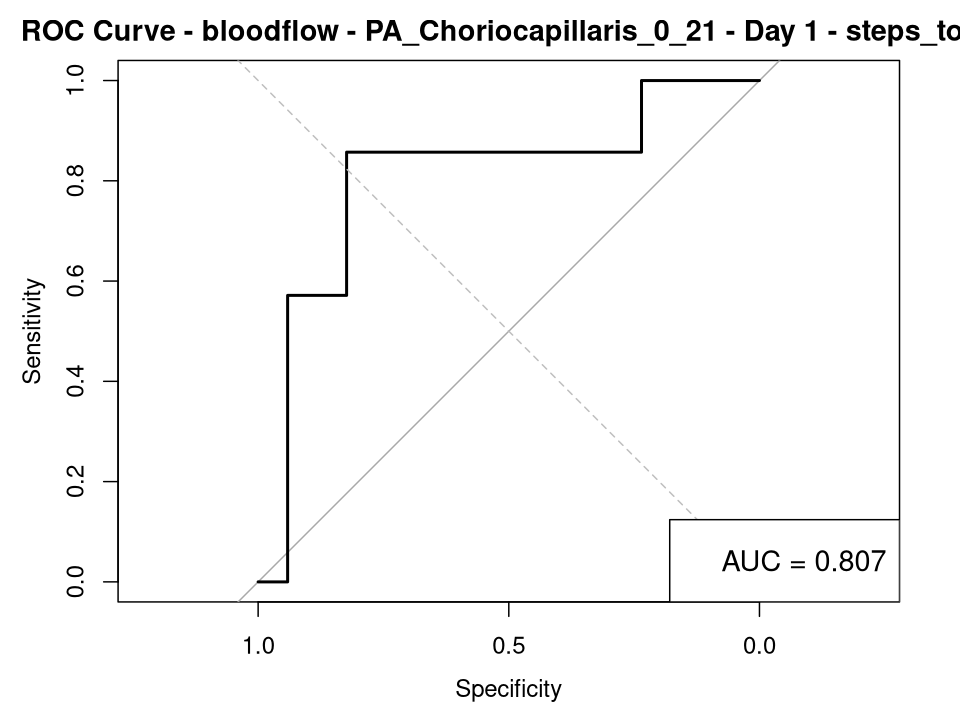 ROC Curve - bloodflow - PA_Choriocapillaris_0_21 - Day 1 - steps_to
1.0
0.8
0.6
0.4
0.2
0.0
Sensitivity
AUC = 0.807
1.0 0.5 0.0
Specificity